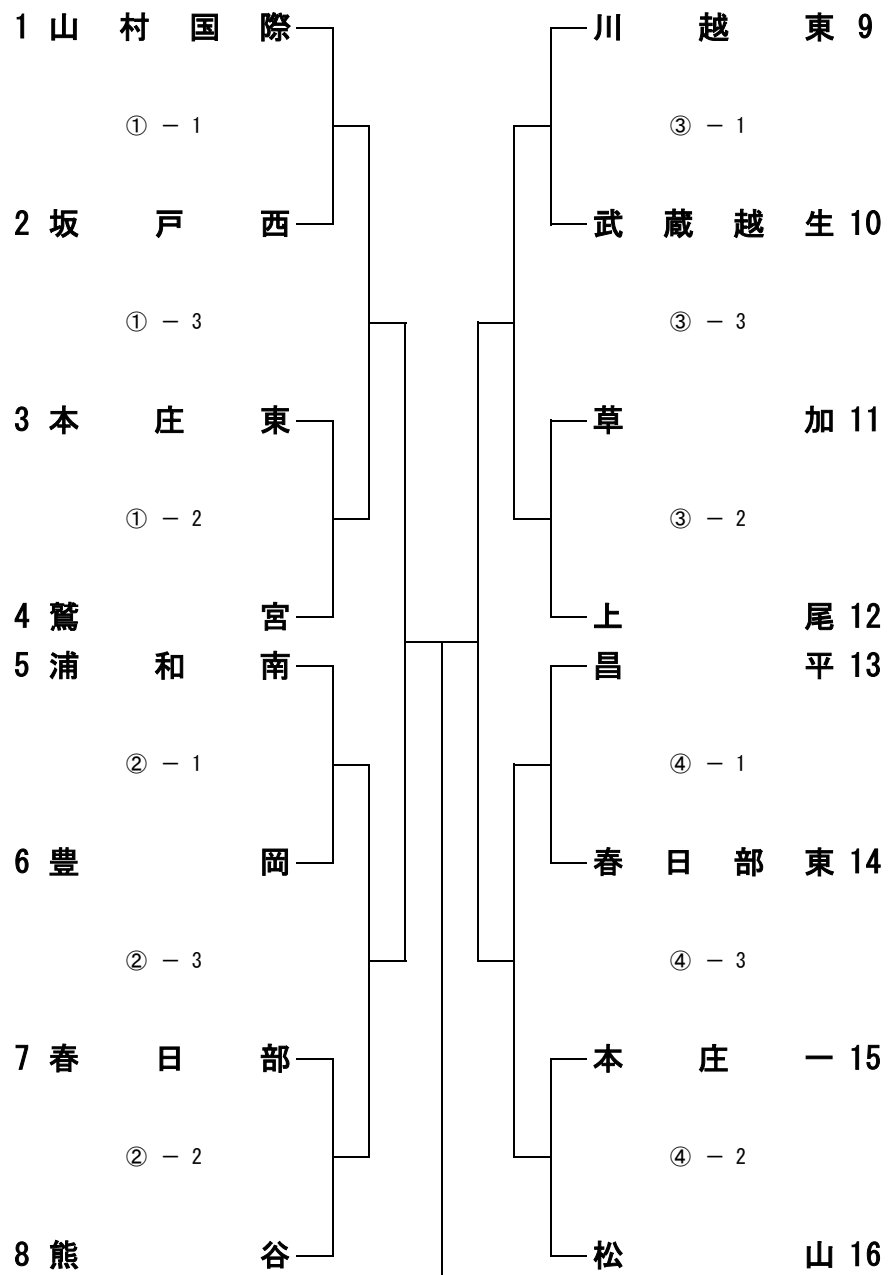 1 山村国際
① － 1
2 坂戸西
① － 3
3 本庄東
① － 2
4 鷲宮
5 浦和南
② － 1
6 豊岡
② － 3
7 春日部
② － 2
8 熊谷
川越東 9
③ － 1
武蔵越生 10
③ － 3
草加 11
③ － 2
上尾 12
昌平 13
④ － 1
春日部東 14
④ － 3
本庄一 15
④ － 2
松山 16